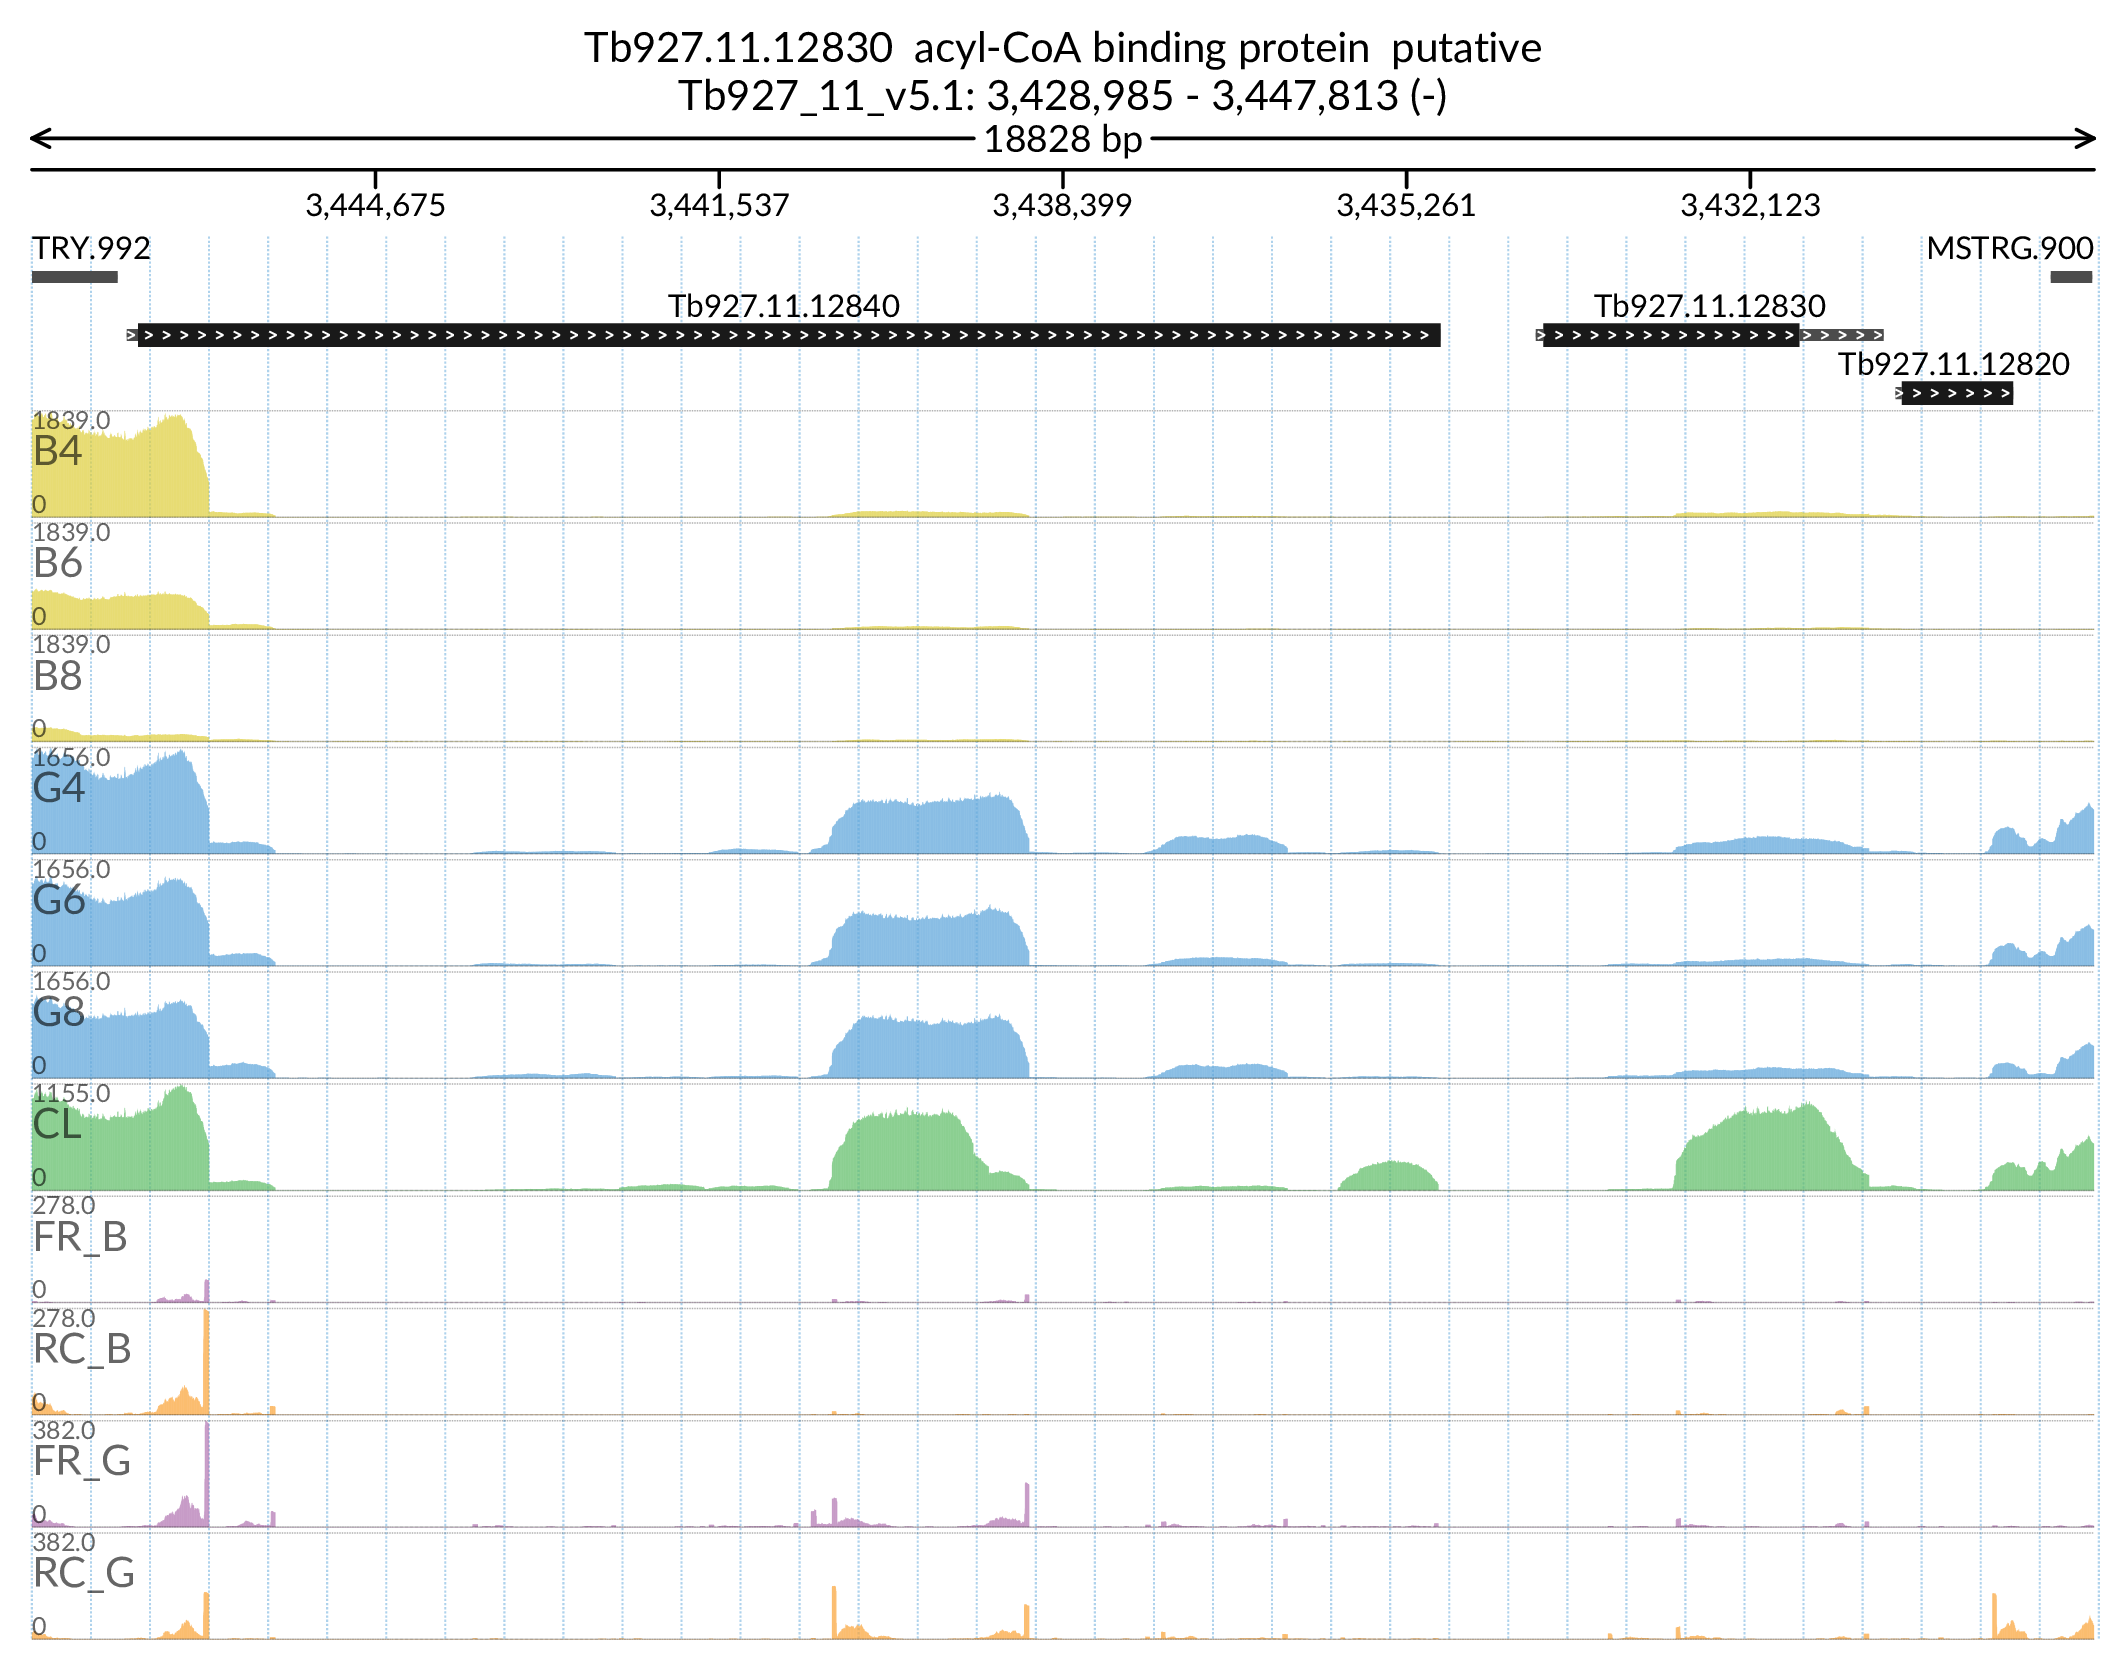 Tb927.11.12830 acyl-CoA binding protein putative
Tb927_11_v5.1: 3,428,985 - 3,447,813 (-)
18828 bp
3,444,675 3,441,537 3,438,399 3,435,261 3,432,123
TRY.992 MSTRG.900
Tb927.11.12840 Tb927.11.12830
Tb927.11.12820
1839.0
B4
0
1839.0
B6
0
1839.0
B8
0
1656.0
G4
0
1656.0
G6
0
1656.0
G8
0
1155.0
CL
0
278.0
FR_B
0
278.0
RC_B
0
382.0
FR_G
0
382.0
RC_G
0